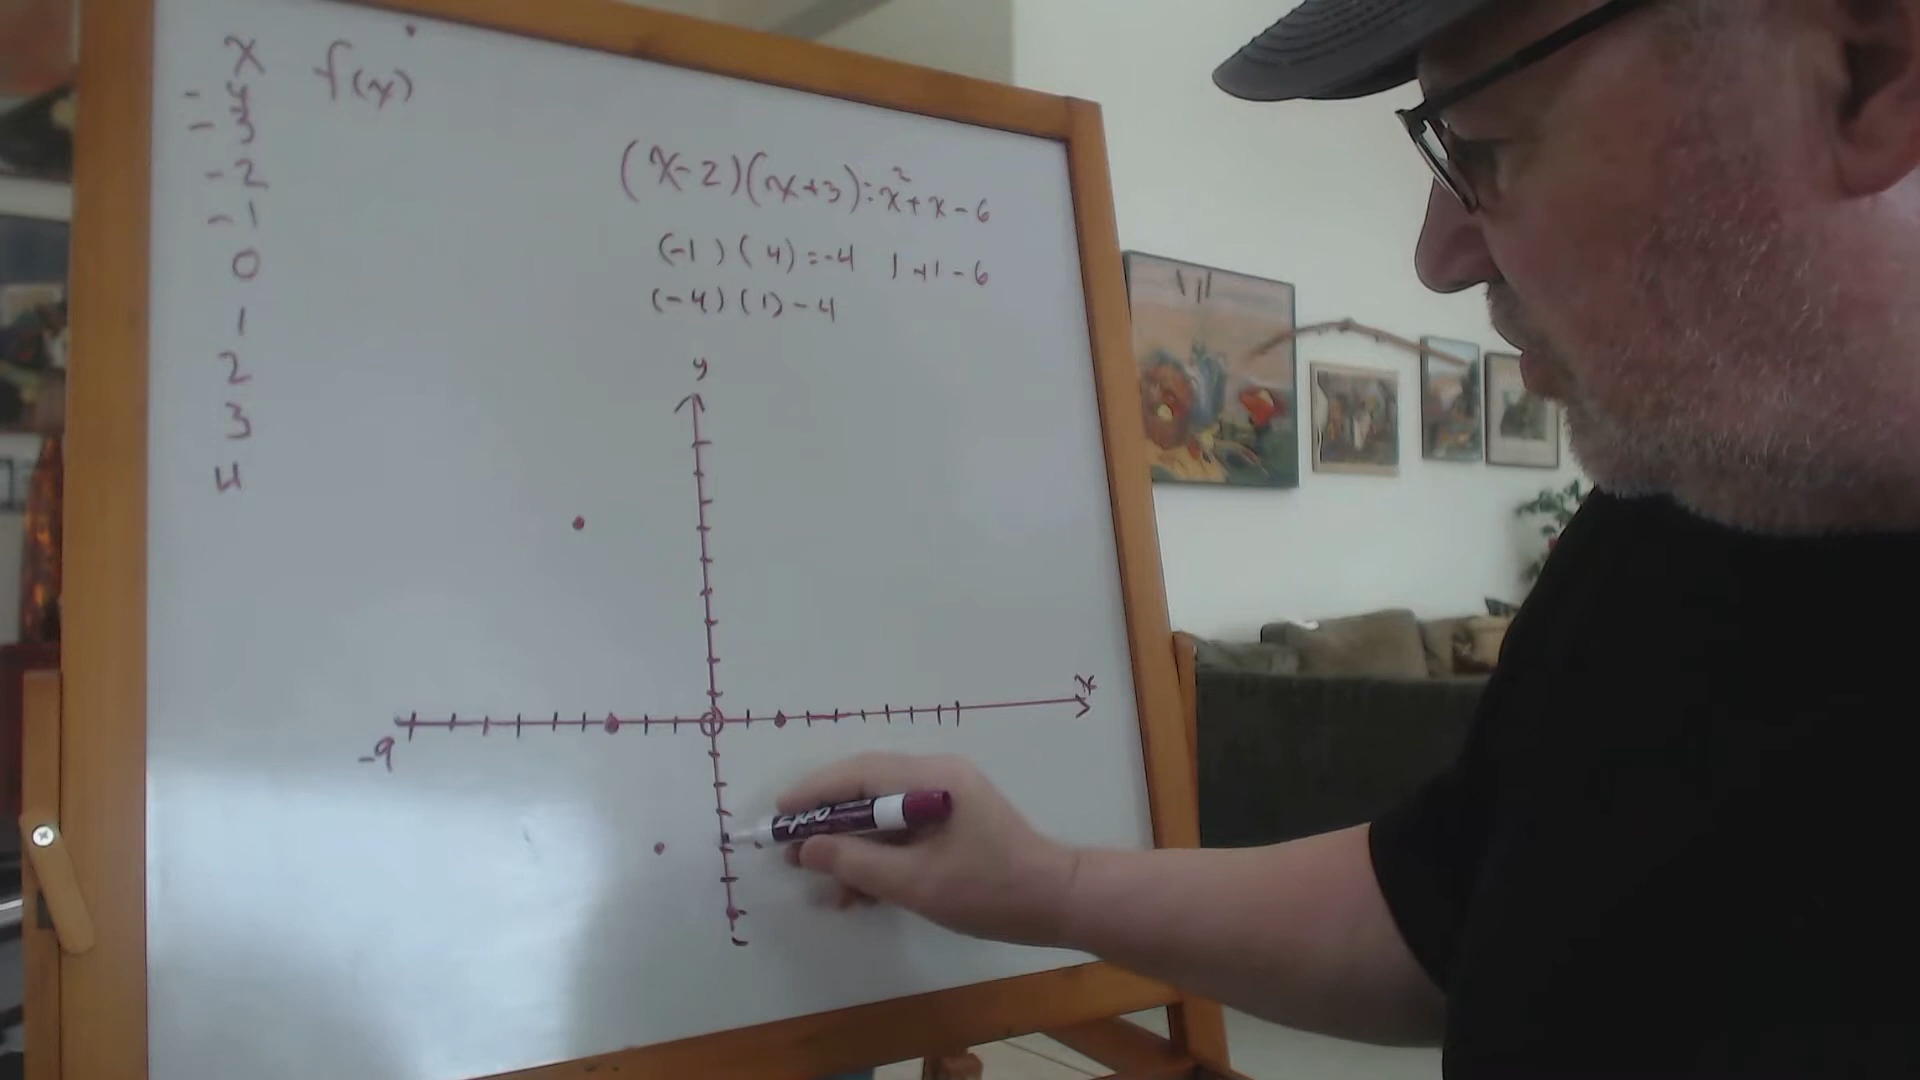 x f(x)
-4
-3
-2
-1
0
1
2
3
4
(x-2)(x+3)=x²+x-6
(-1)(4)=-4 1+1-6
(-4)(1)-4
y
x
-9
EXPO